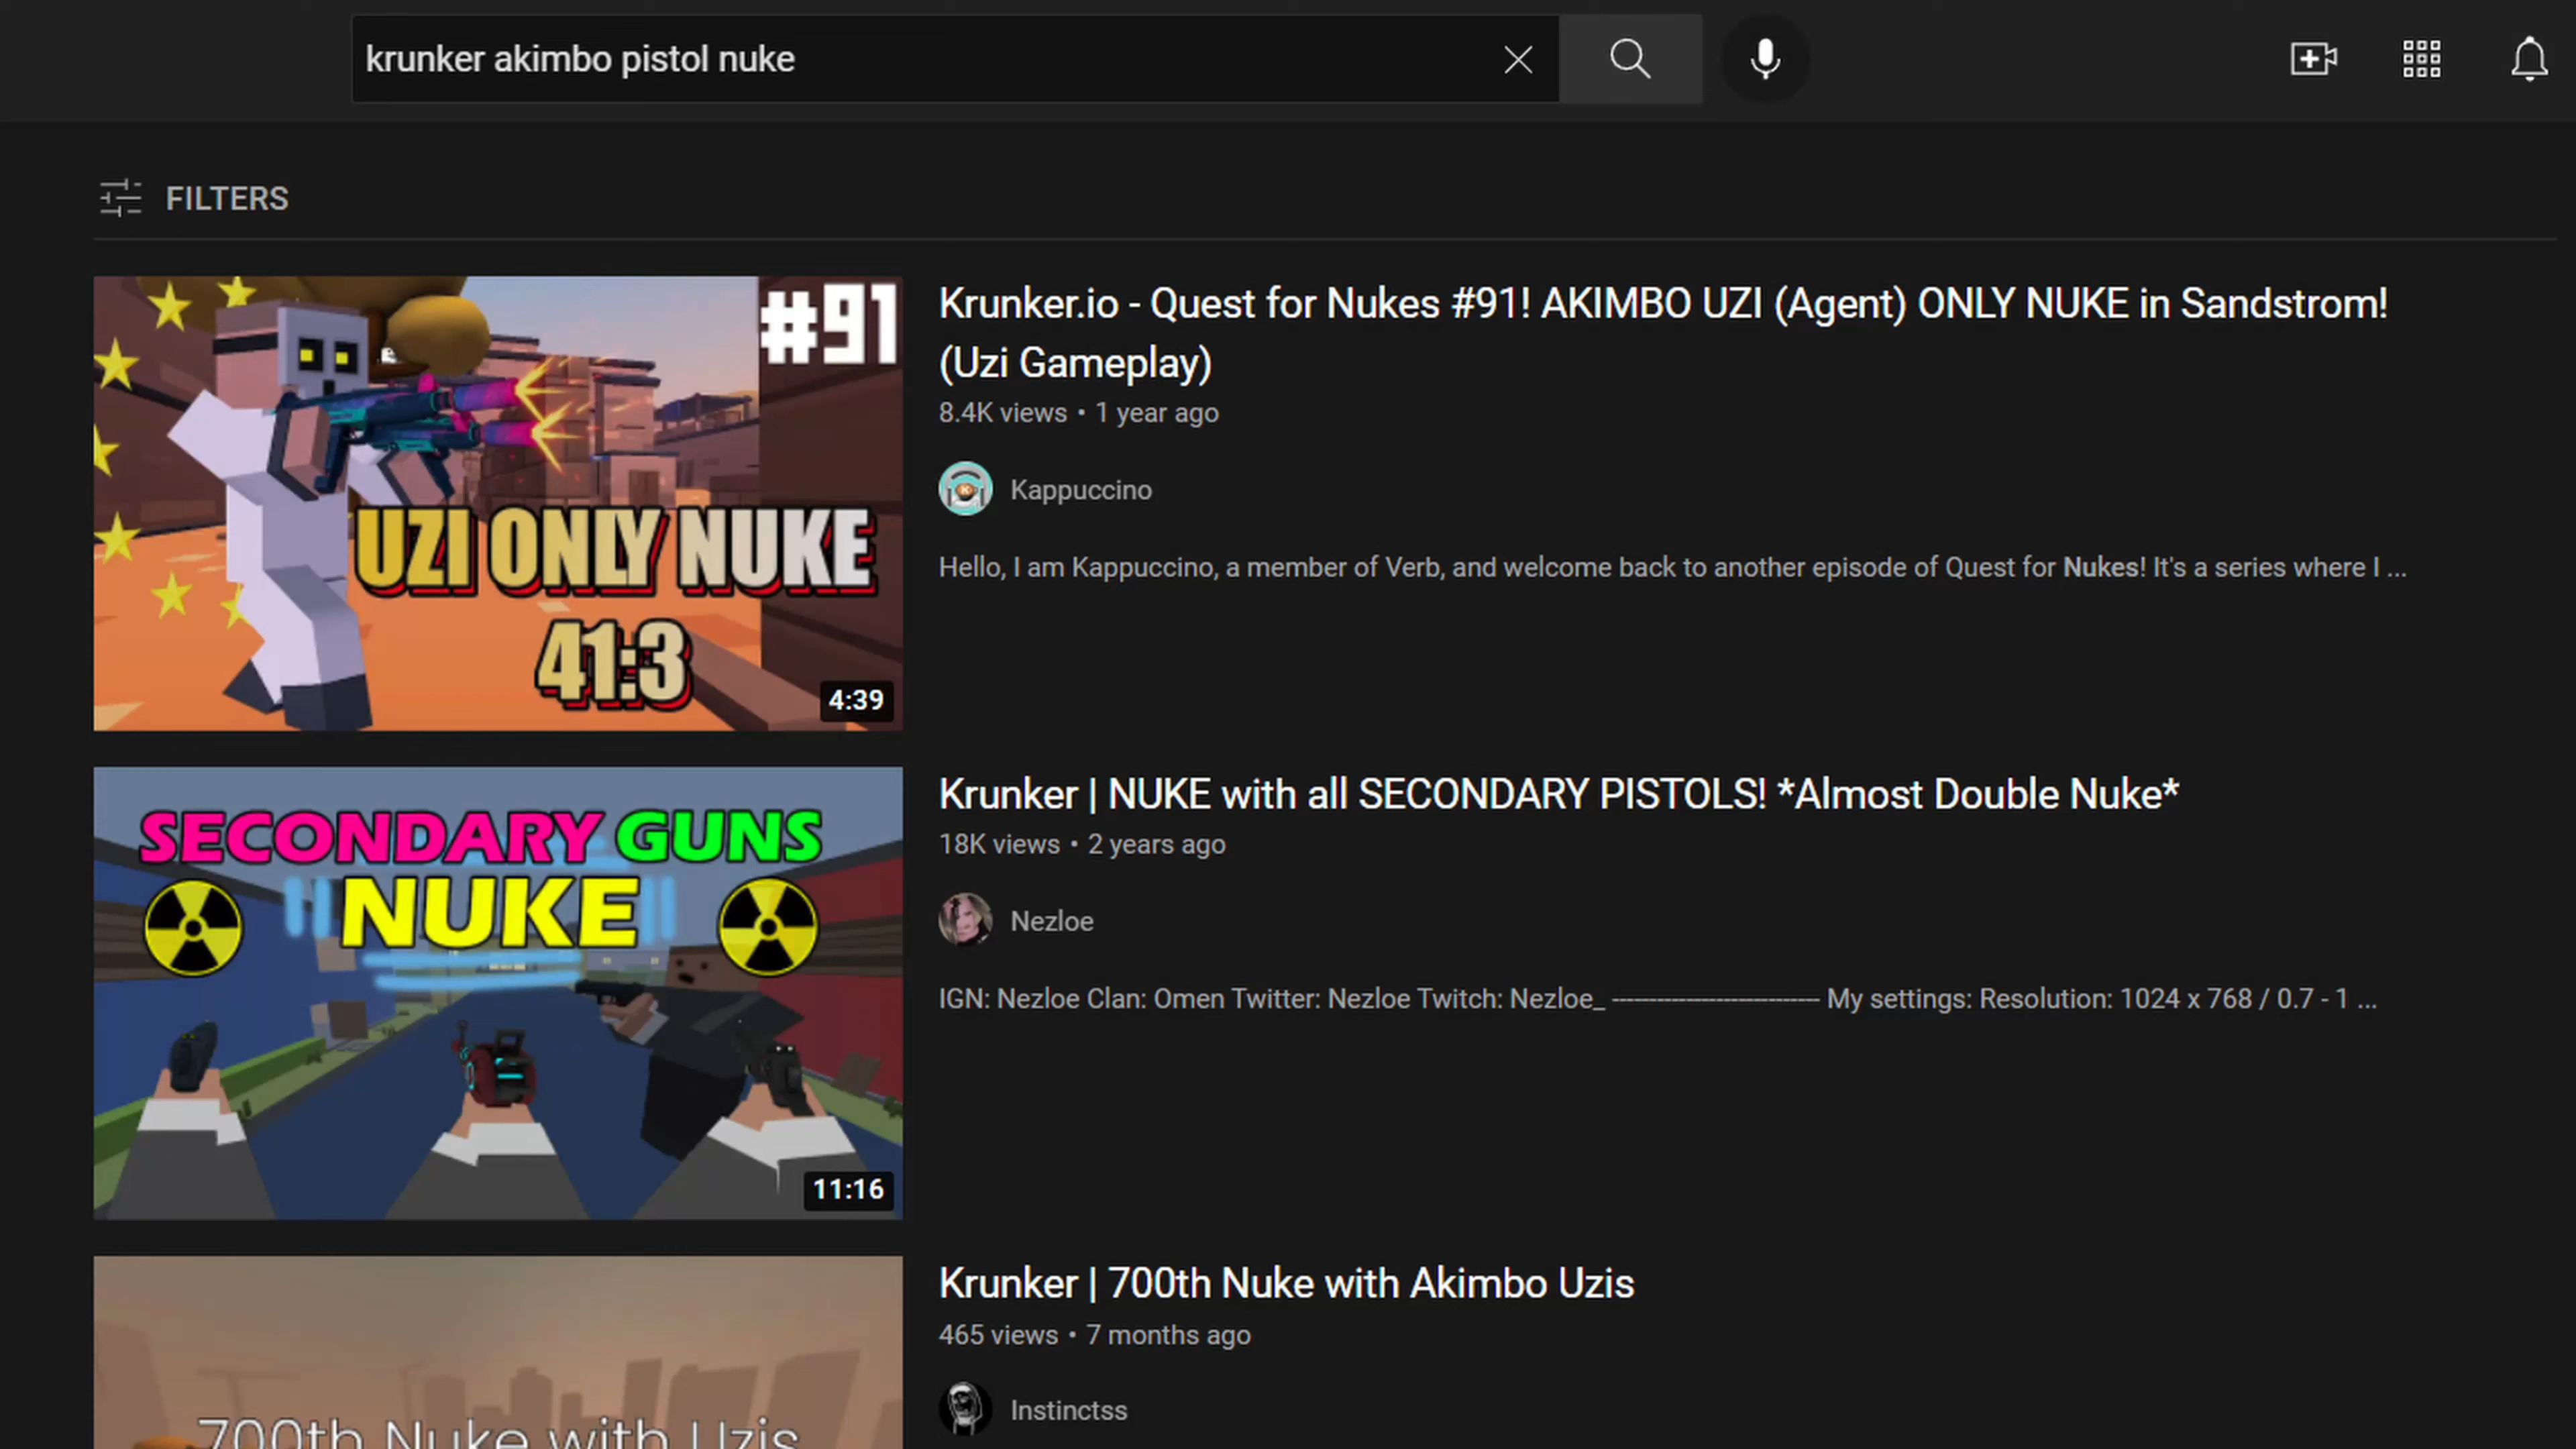 krunker akimbo pistol nuke
FILTERS
#91
UZI ONLY NUKE
41:3
4:39
Krunker.io - Quest for Nukes #91! AKIMBO UZI (Agent) ONLY NUKE in Sandstrom!
(Uzi Gameplay)
8.4K views • 1 year ago
Kappuccino
Hello, I am Kappuccino, a member of Verb, and welcome back to another episode of Quest for Nukes! It's a series where I ...
SECONDARY GUNS
NUKE
11:16
Krunker | NUKE with all SECONDARY PISTOLS! *Almost Double Nuke*
18K views • 2 years ago
Nezloe
IGN: Nezloe Clan: Omen Twitter: Nezloe Twitch: Nezloe_ ---------------------------- My settings: Resolution: 1024 x 768 / 0.7 - 1 ...
700th Nuke with Uzis
Krunker | 700th Nuke with Akimbo Uzis
465 views • 7 months ago
Instinctss